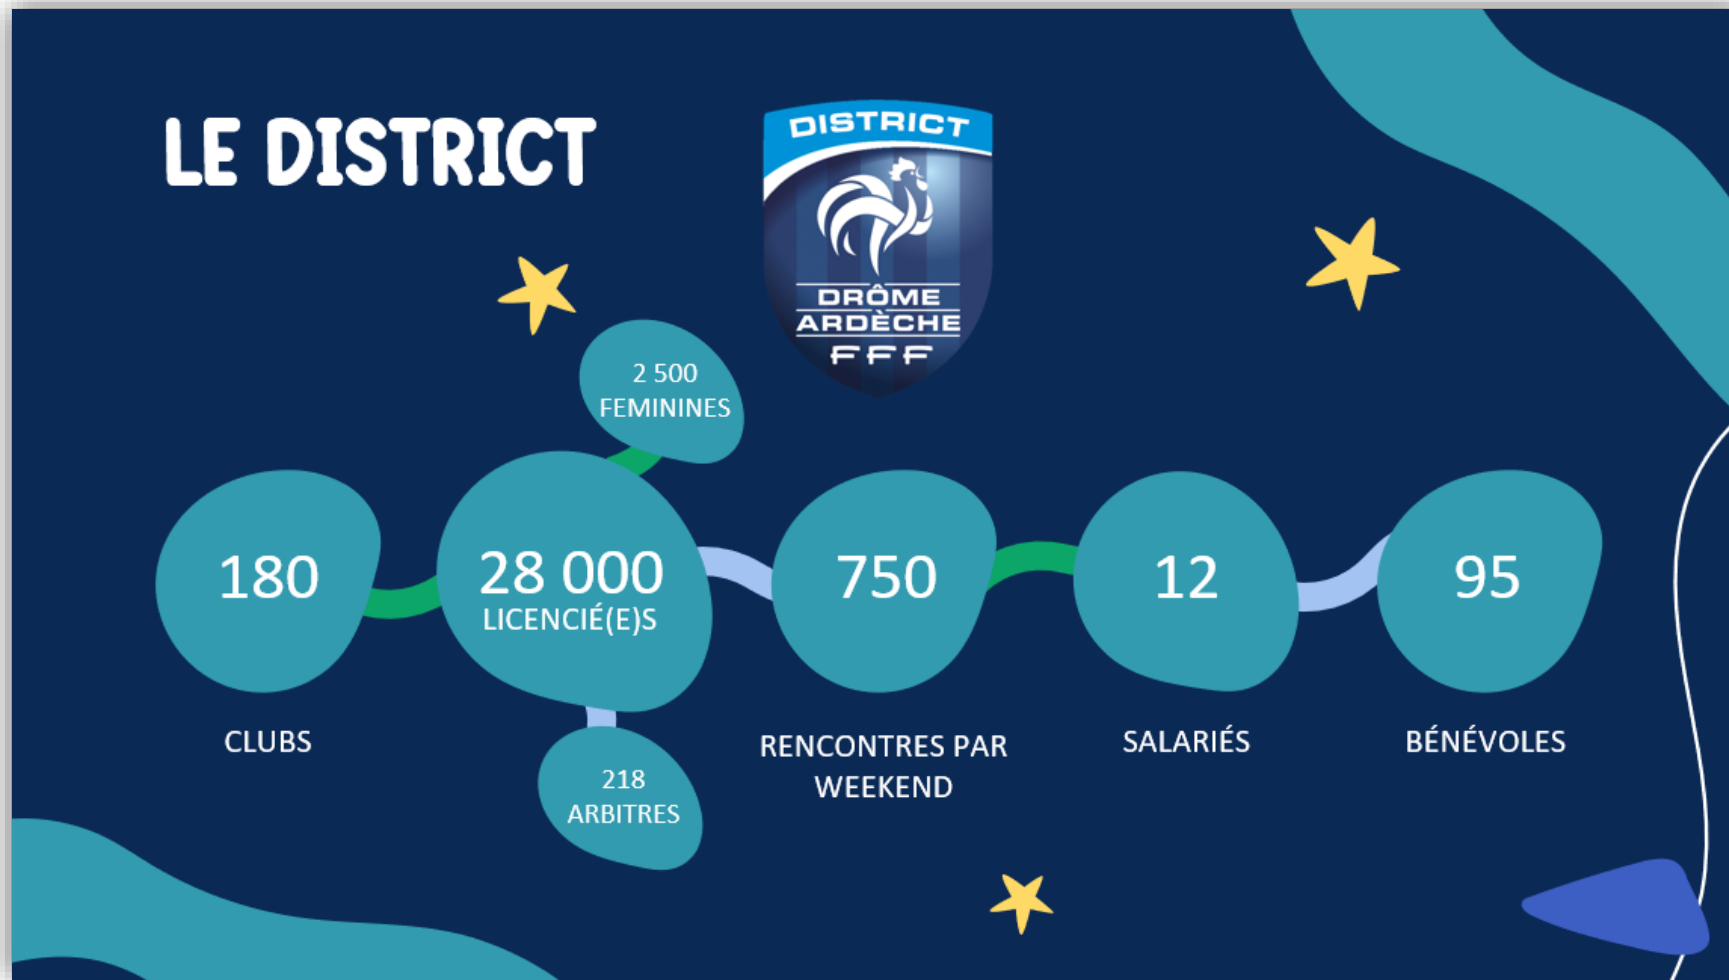 LE DISTRICT
DISTRICT
DRÔME
ARDÈCHE
FFF
2 500
FEMININES
180
CLUBS
28 000
LICENCIÉ(E)S
218
ARBITRES
750
RENCONTRES PAR
WEEKEND
12
SALARIÉS
95
BÉNÉVOLES